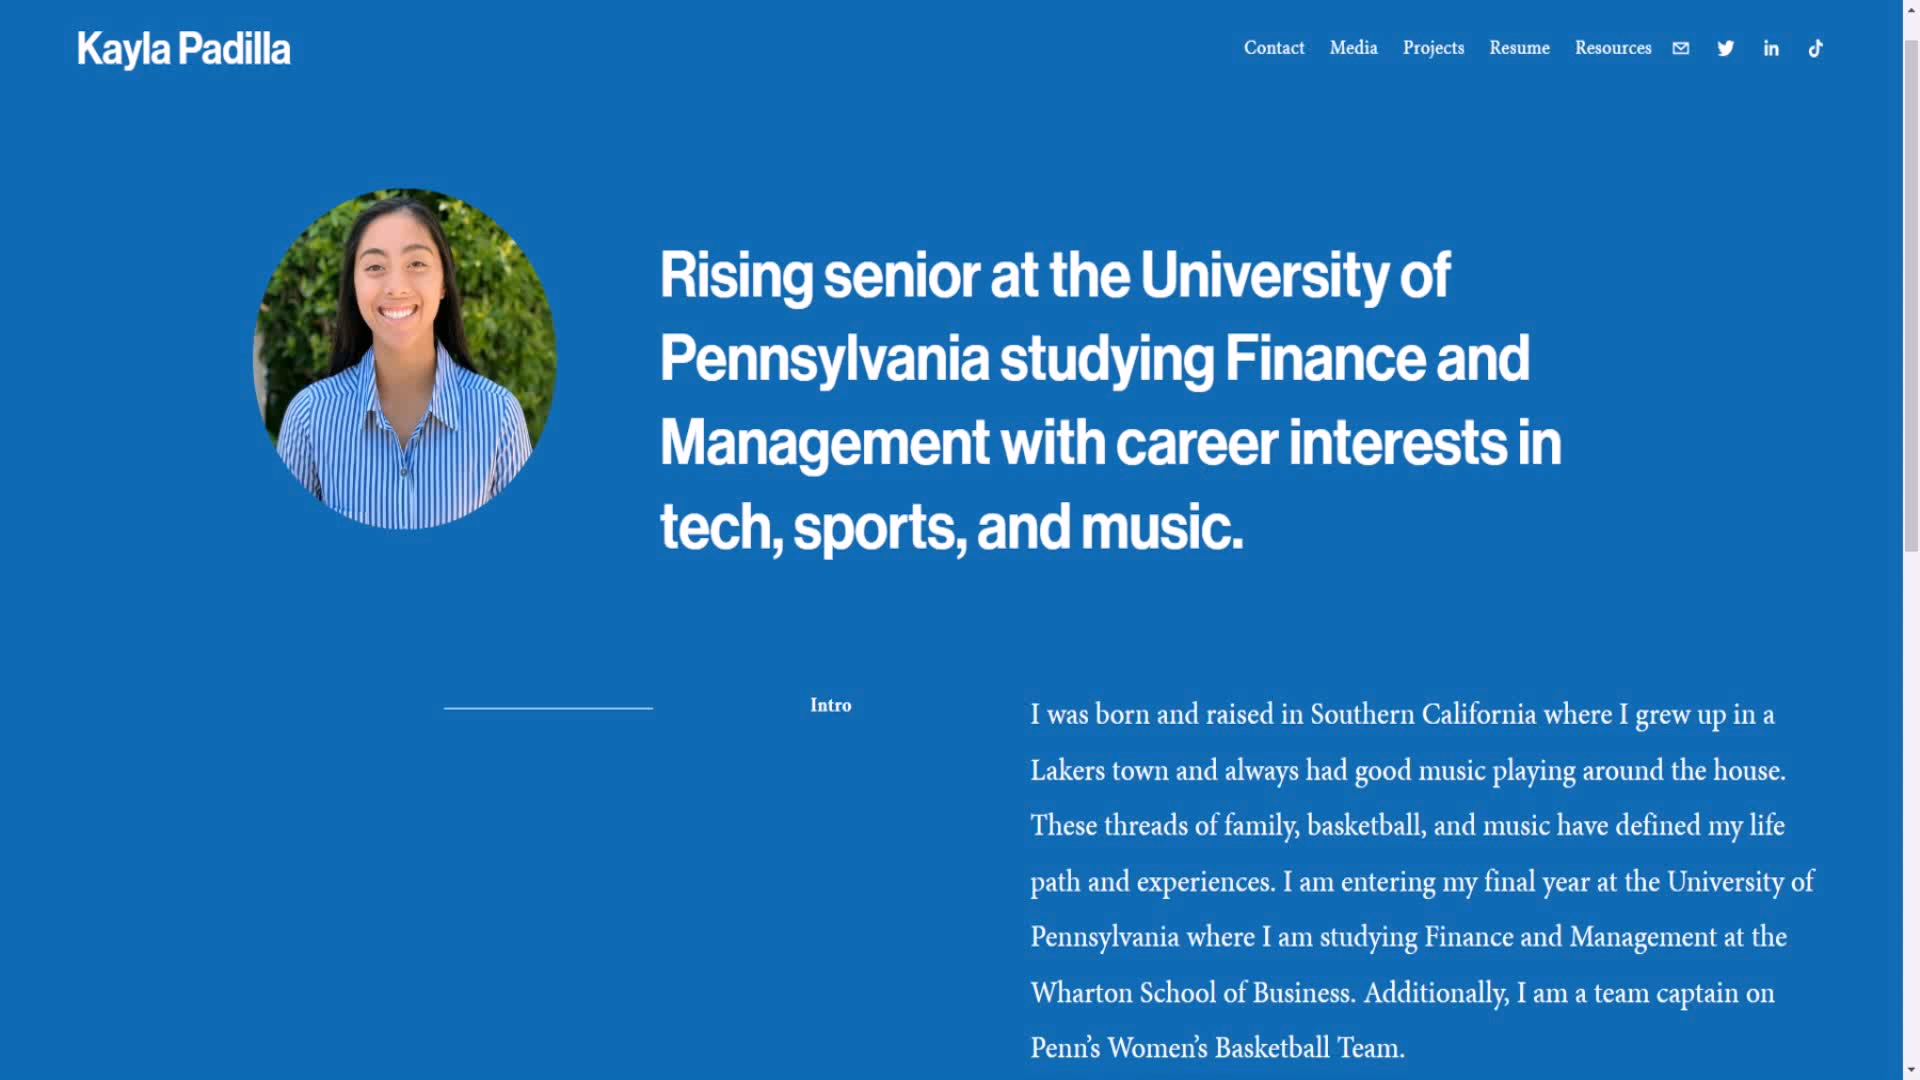 Kayla Padilla
Contact Media Projects Resume Resources
Rising senior at the University of
Pennsylvania studying Finance and
Management with career interests in
tech, sports, and music.
Intro
I was born and raised in Southern California where I grew up in a
Lakers town and always had good music playing around the house.
These threads of family, basketball, and music have defined my life
path and experiences. I am entering my final year at the University of
Pennsylvania where I am studying Finance and Management at the
Wharton School of Business. Additionally, I am a team captain on
Penn’s Women’s Basketball Team.